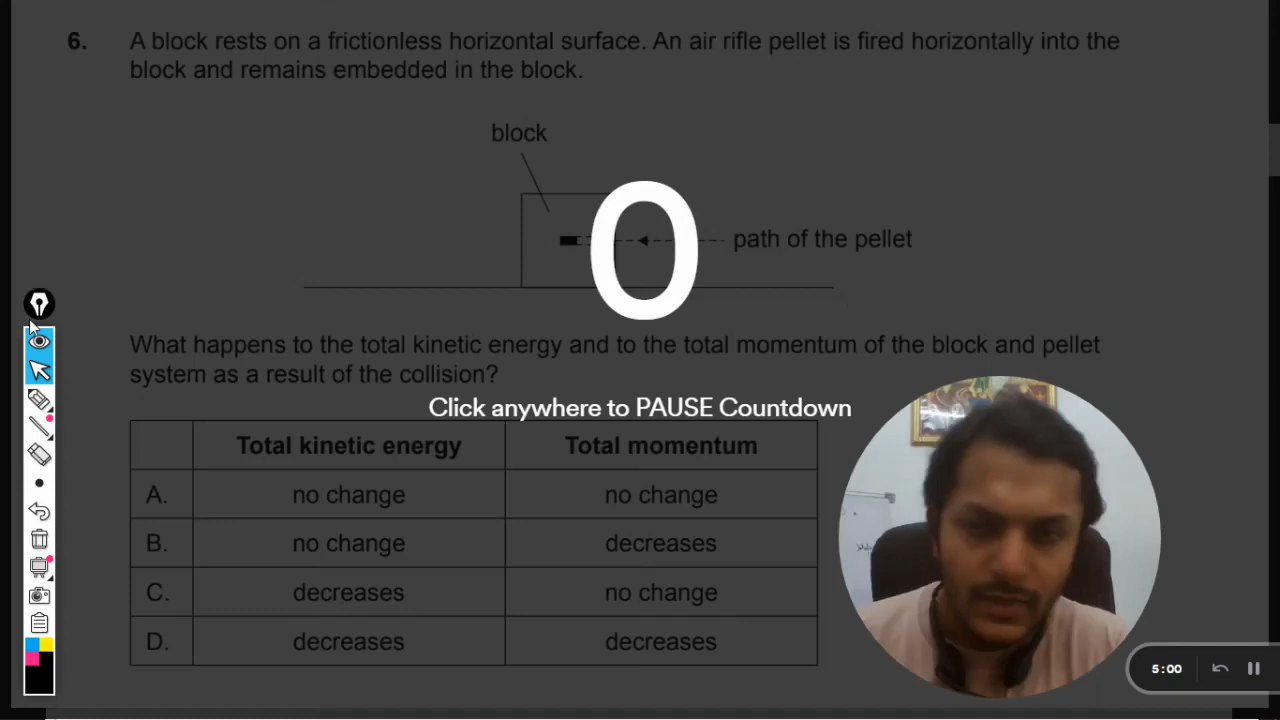 6.
A block rests on a frictionless horizontal surface. An air rifle pellet is fired horizontally into the
block and remains embedded in the block.
block
0
path of the pellet
What happens to the total kinetic energy and to the total momentum of the block and pellet
system as a result of the collision?
Click anywhere to PAUSE Countdown
Total kinetic energy Total momentum
A. no change no change
B. no change decreases
C. decreases no change
D. decreases decreases
5:00